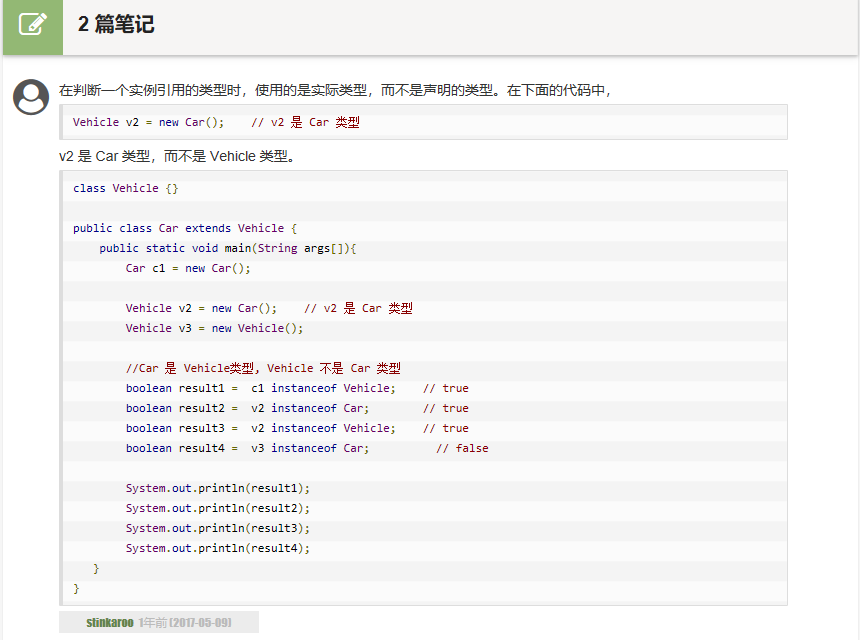 2 篇笔记
在判断一个实例引用的类型时，使用的是实际类型，而不是声明的类型。在下面的代码中，
Vehicle v2 = new Car();    // v2 是 Car 类型
v2 是 Car 类型，而不是 Vehicle 类型。
class Vehicle {}
public class Car extends Vehicle {
    public static void main(String args[]){
        Car c1 = new Car();
        Vehicle v2 = new Car();    // v2 是 Car 类型
        Vehicle v3 = new Vehicle();
        //Car 是 Vehicle类型, Vehicle 不是 Car 类型
        boolean result1 =  c1 instanceof Vehicle;    // true
        boolean result2 =  v2 instanceof Car;        // true
        boolean result3 =  v2 instanceof Vehicle;    // true
        boolean result4 =  v3 instanceof Car;          // false
        System.out.println(result1);
        System.out.println(result2);
        System.out.println(result3);
        System.out.println(result4);
   }
}
stinkaroo 1年前 (2017-05-09)